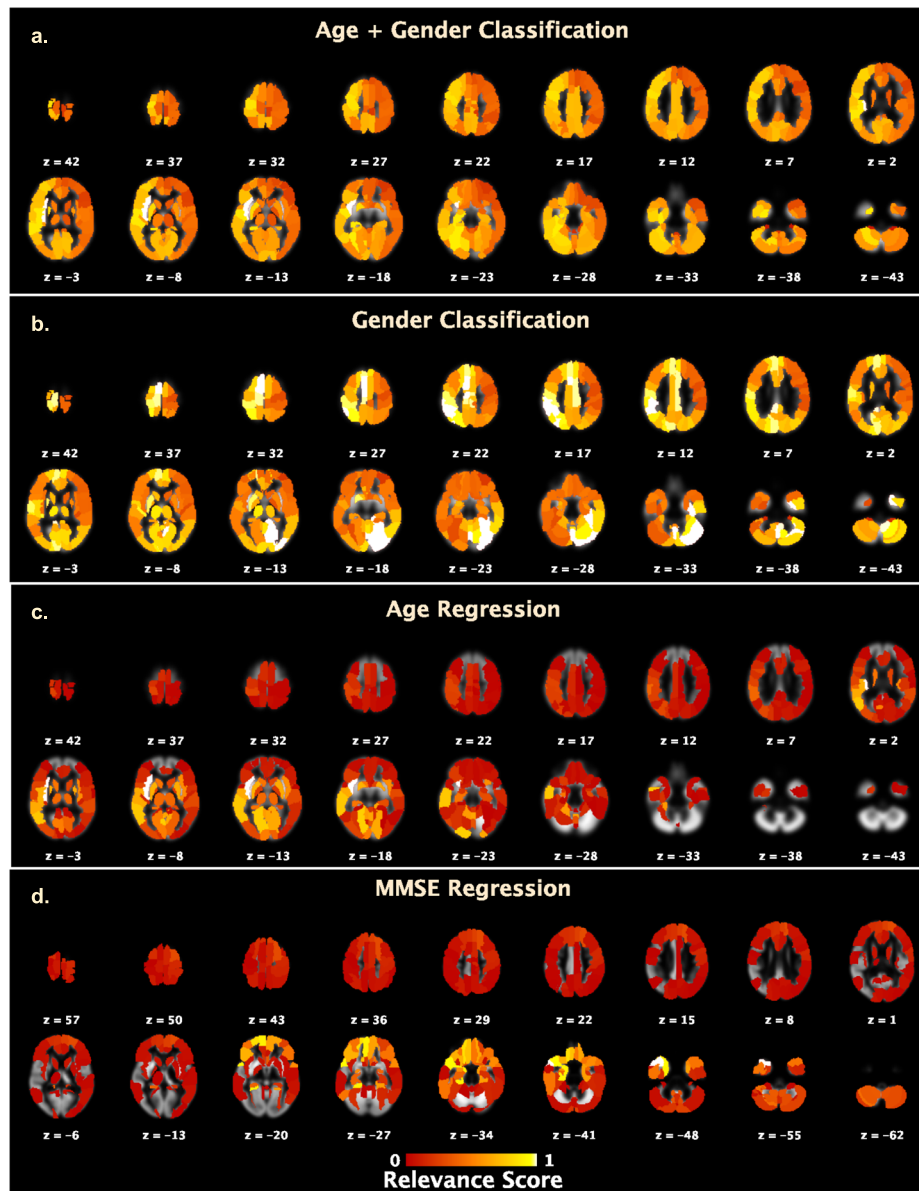 a.
Age + Gender Classification
z = 42 z = 37 z = 32 z = 27 z = 22 z = 17 z = 12 z = 7 z = 2
z = −3 z = −8 z = −13 z = −18 z = −23 z = −28 z = −33 z = −38 z = −43
b.
Gender Classification
z = 42 z = 37 z = 32 z = 27 z = 22 z = 17 z = 12 z = 7 z = 2
z = −3 z = −8 z = −13 z = −18 z = −23 z = −28 z = −33 z = −38 z = −43
c.
Age Regression
z = 42 z = 37 z = 32 z = 27 z = 22 z = 17 z = 12 z = 7 z = 2
z = −3 z = −8 z = −13 z = −18 z = −23 z = −28 z = −33 z = −38 z = −43
d.
MMSE Regression
z = 57 z = 50 z = 43 z = 36 z = 29 z = 22 z = 15 z = 8 z = 1
z = −6 z = −13 z = −20 z = −27 z = −34 z = −41 z = −48 z = −55 z = −62
0 1
Relevance Score